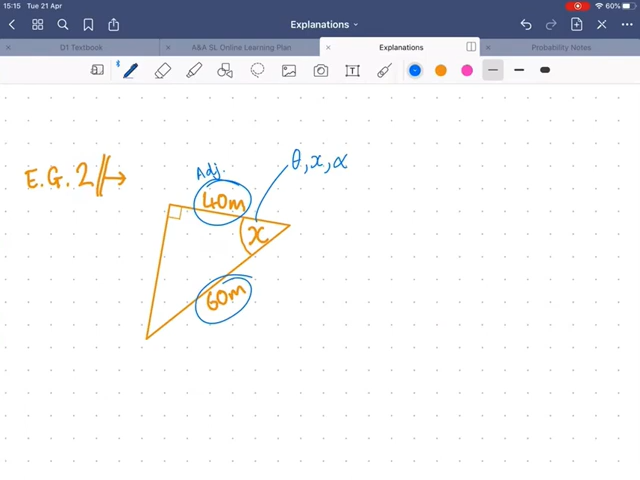 15:15 Tue 21 Apr
60%
Explanations
D1 Textbook
A&A SL Online Learning Plan
Explanations
Probability Notes
Adj.
θ, x, α
E.G. 2
40m
x
60m